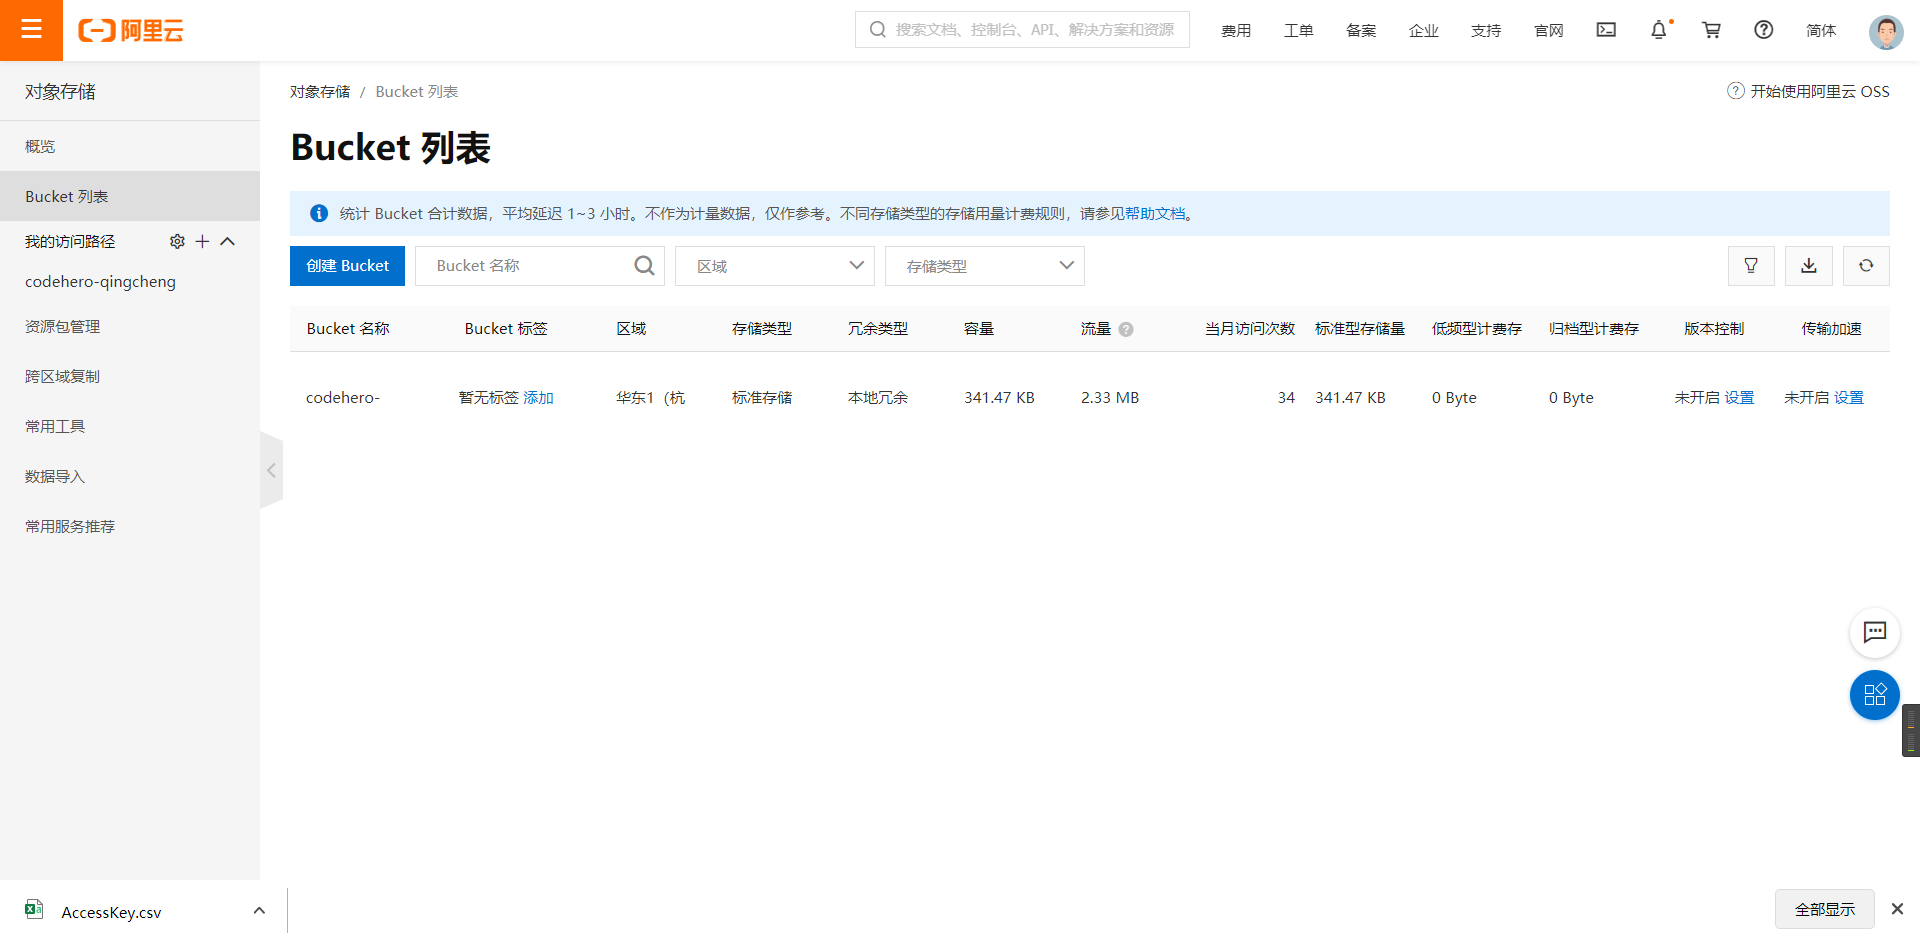 阿里云
搜索文档、控制台、API、解决方案和资源
费用 工单 备案 企业 支持 官网 简体
对象存储
概览
Bucket 列表
我的访问路径
codehero-qingcheng
资源包管理
跨区域复制
常用工具
数据导入
常用服务推荐
对象存储 / Bucket 列表
开始使用阿里云 OSS
Bucket 列表
统计 Bucket 合计数据，平均延迟 1~3 小时。不作为计量数据，仅作参考。不同存储类型的存储用量计费规则，请参见帮助文档。
创建 Bucket Bucket 名称 区域 存储类型
Bucket 名称 Bucket 标签 区域 存储类型 冗余类型 容量 流量 当月访问次数 标准型存储量 低频型计费存 归档型计费存 版本控制 传输加速
codehero- 暂无标签 添加 华东1（杭 标准存储 本地冗余 341.47 KB 2.33 MB 34 341.47 KB 0 Byte 0 Byte 未开启 设置 未开启 设置
AccessKey.csv
全部显示